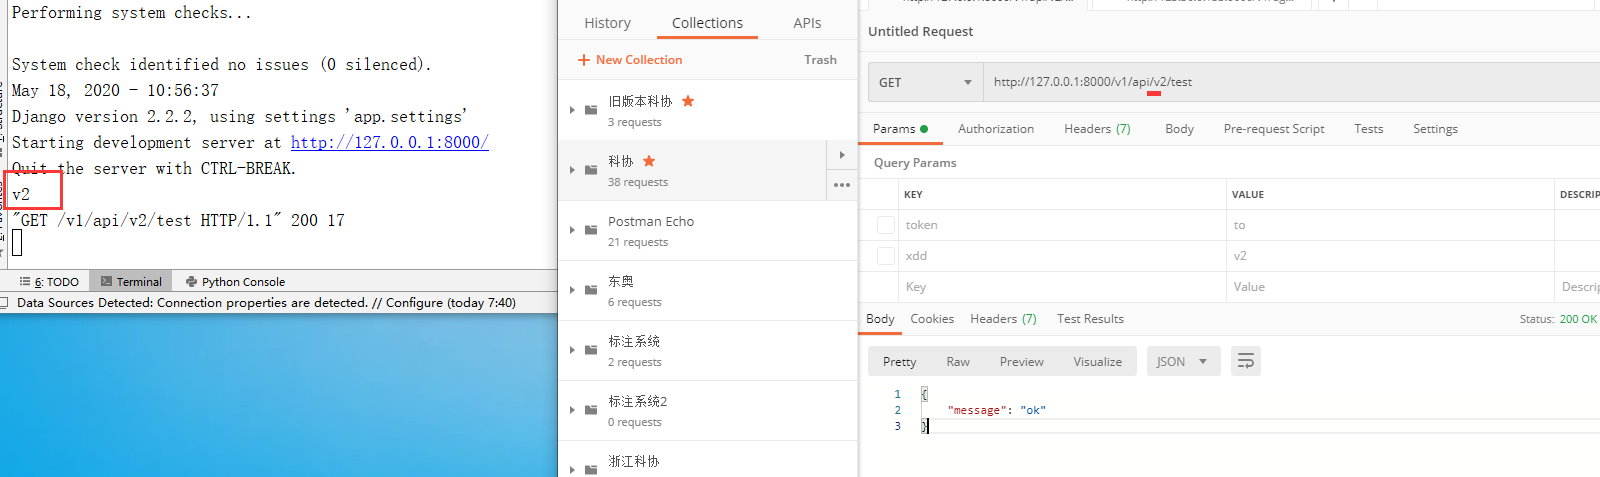 Performing system checks...
System check identified no issues (0 silenced).
May 18, 2020 - 10:56:37
Django version 2.2.2, using settings 'app.settings'
Starting development server at http://127.0.0.1:8000/
Quit the server with CTRL-BREAK.
v2
"GET /v1/api/v2/test HTTP/1.1" 200 17
6: TODO
Terminal
Python Console
Data Sources Detected: Connection properties are detected. // Configure (today 7:40)
History
Collections
APIs
+ New Collection
Trash
旧版本科协
3 requests
科协
38 requests
Postman Echo
21 requests
东奥
6 requests
标注系统
2 requests
标注系统2
0 requests
浙江科协
Untitled Request
GET
http://127.0.0.1:8000/v1/api/v2/test
Params
Authorization
Headers (7)
Body
Pre-request Script
Tests
Settings
Query Params
KEY
VALUE
DESCRIP
token
to
xdd
v2
Key
Value
Descrip
Body
Cookies
Headers (7)
Test Results
Status: 200 OK
Pretty
Raw
Preview
Visualize
JSON
1 {
2 "message": "ok"
3 }